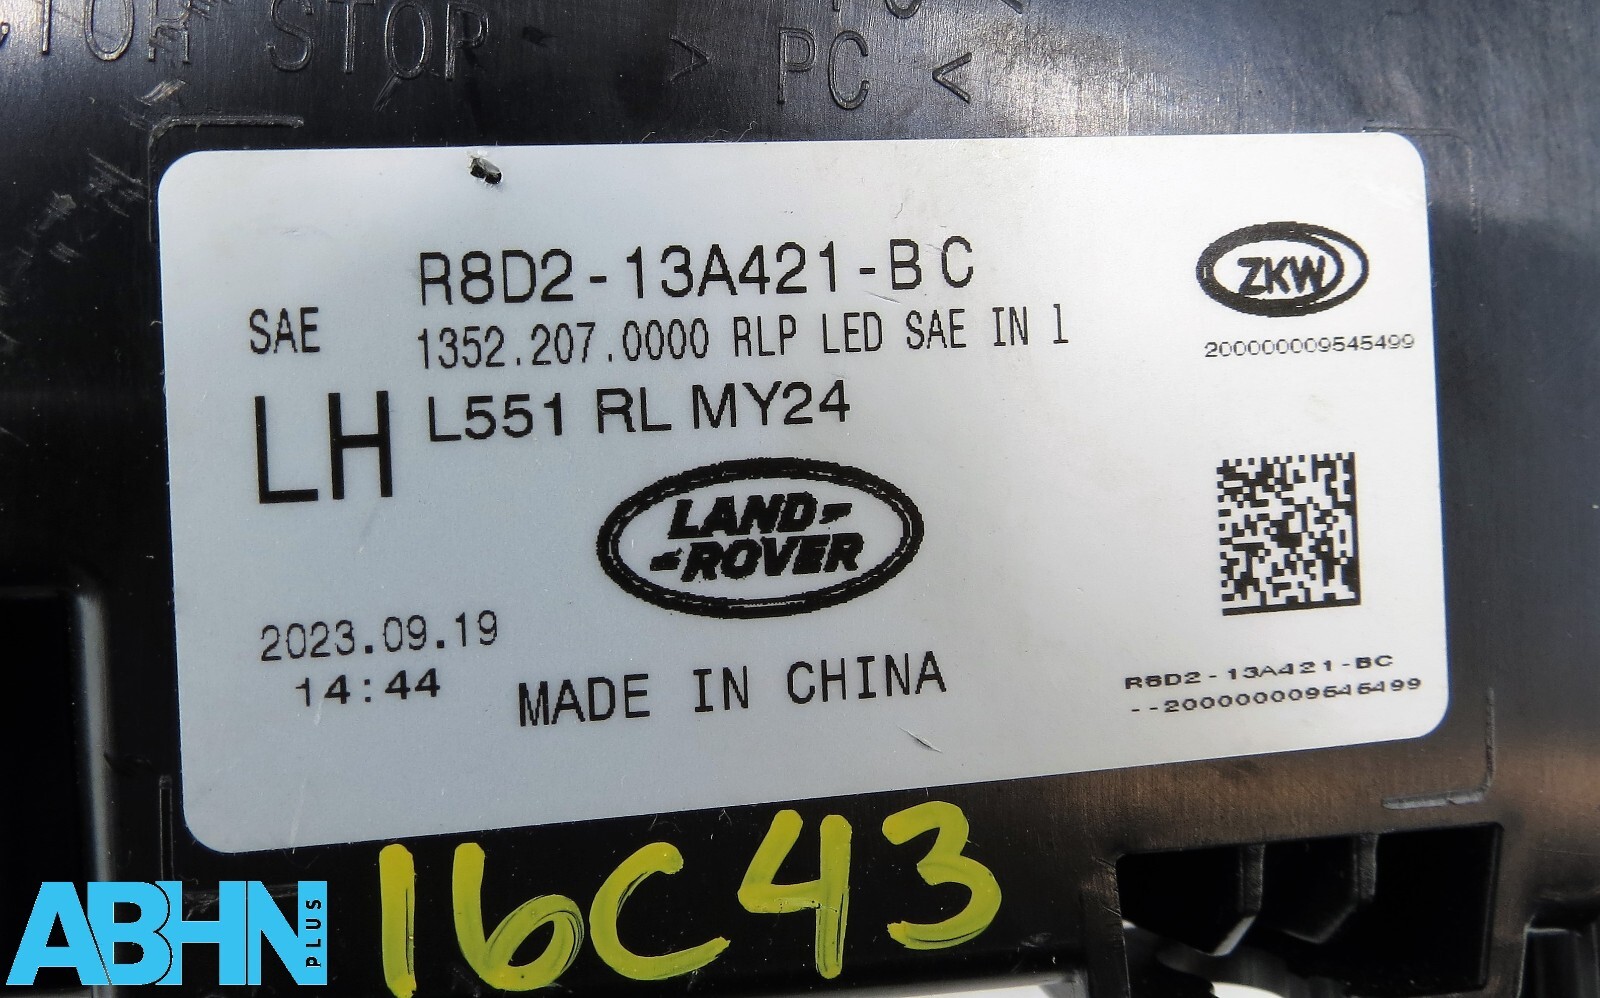 STOP
> PC <
R8D2-13A421-BC
SAE
1352.207.0000 RLP LED SAE IN 1
LH
L551 RL MY24
ZKW
200000009545499
LAND-
-ROVER
2023.09.19
14:44
MADE IN CHINA
R8D2-13A421-BC
--200000009545499
16C43
ABHN PLUS